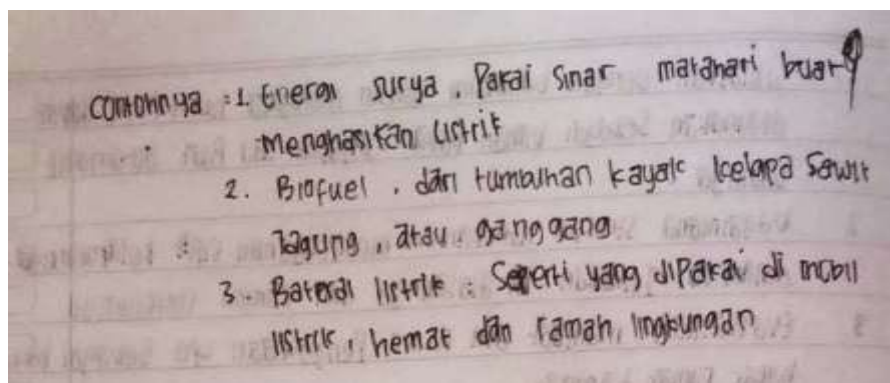 Contohnya : 1. Energi surya, Pakai Sinar matahari buat
Menghasilkan listrik
2. Biofuel, dari tumbuhan kayak kelapa sawit
Jagung, atau ganggang
3. Baterai listrik. Seperti yang dipakai di mobil
listrik, hemat dan ramah lingkungan